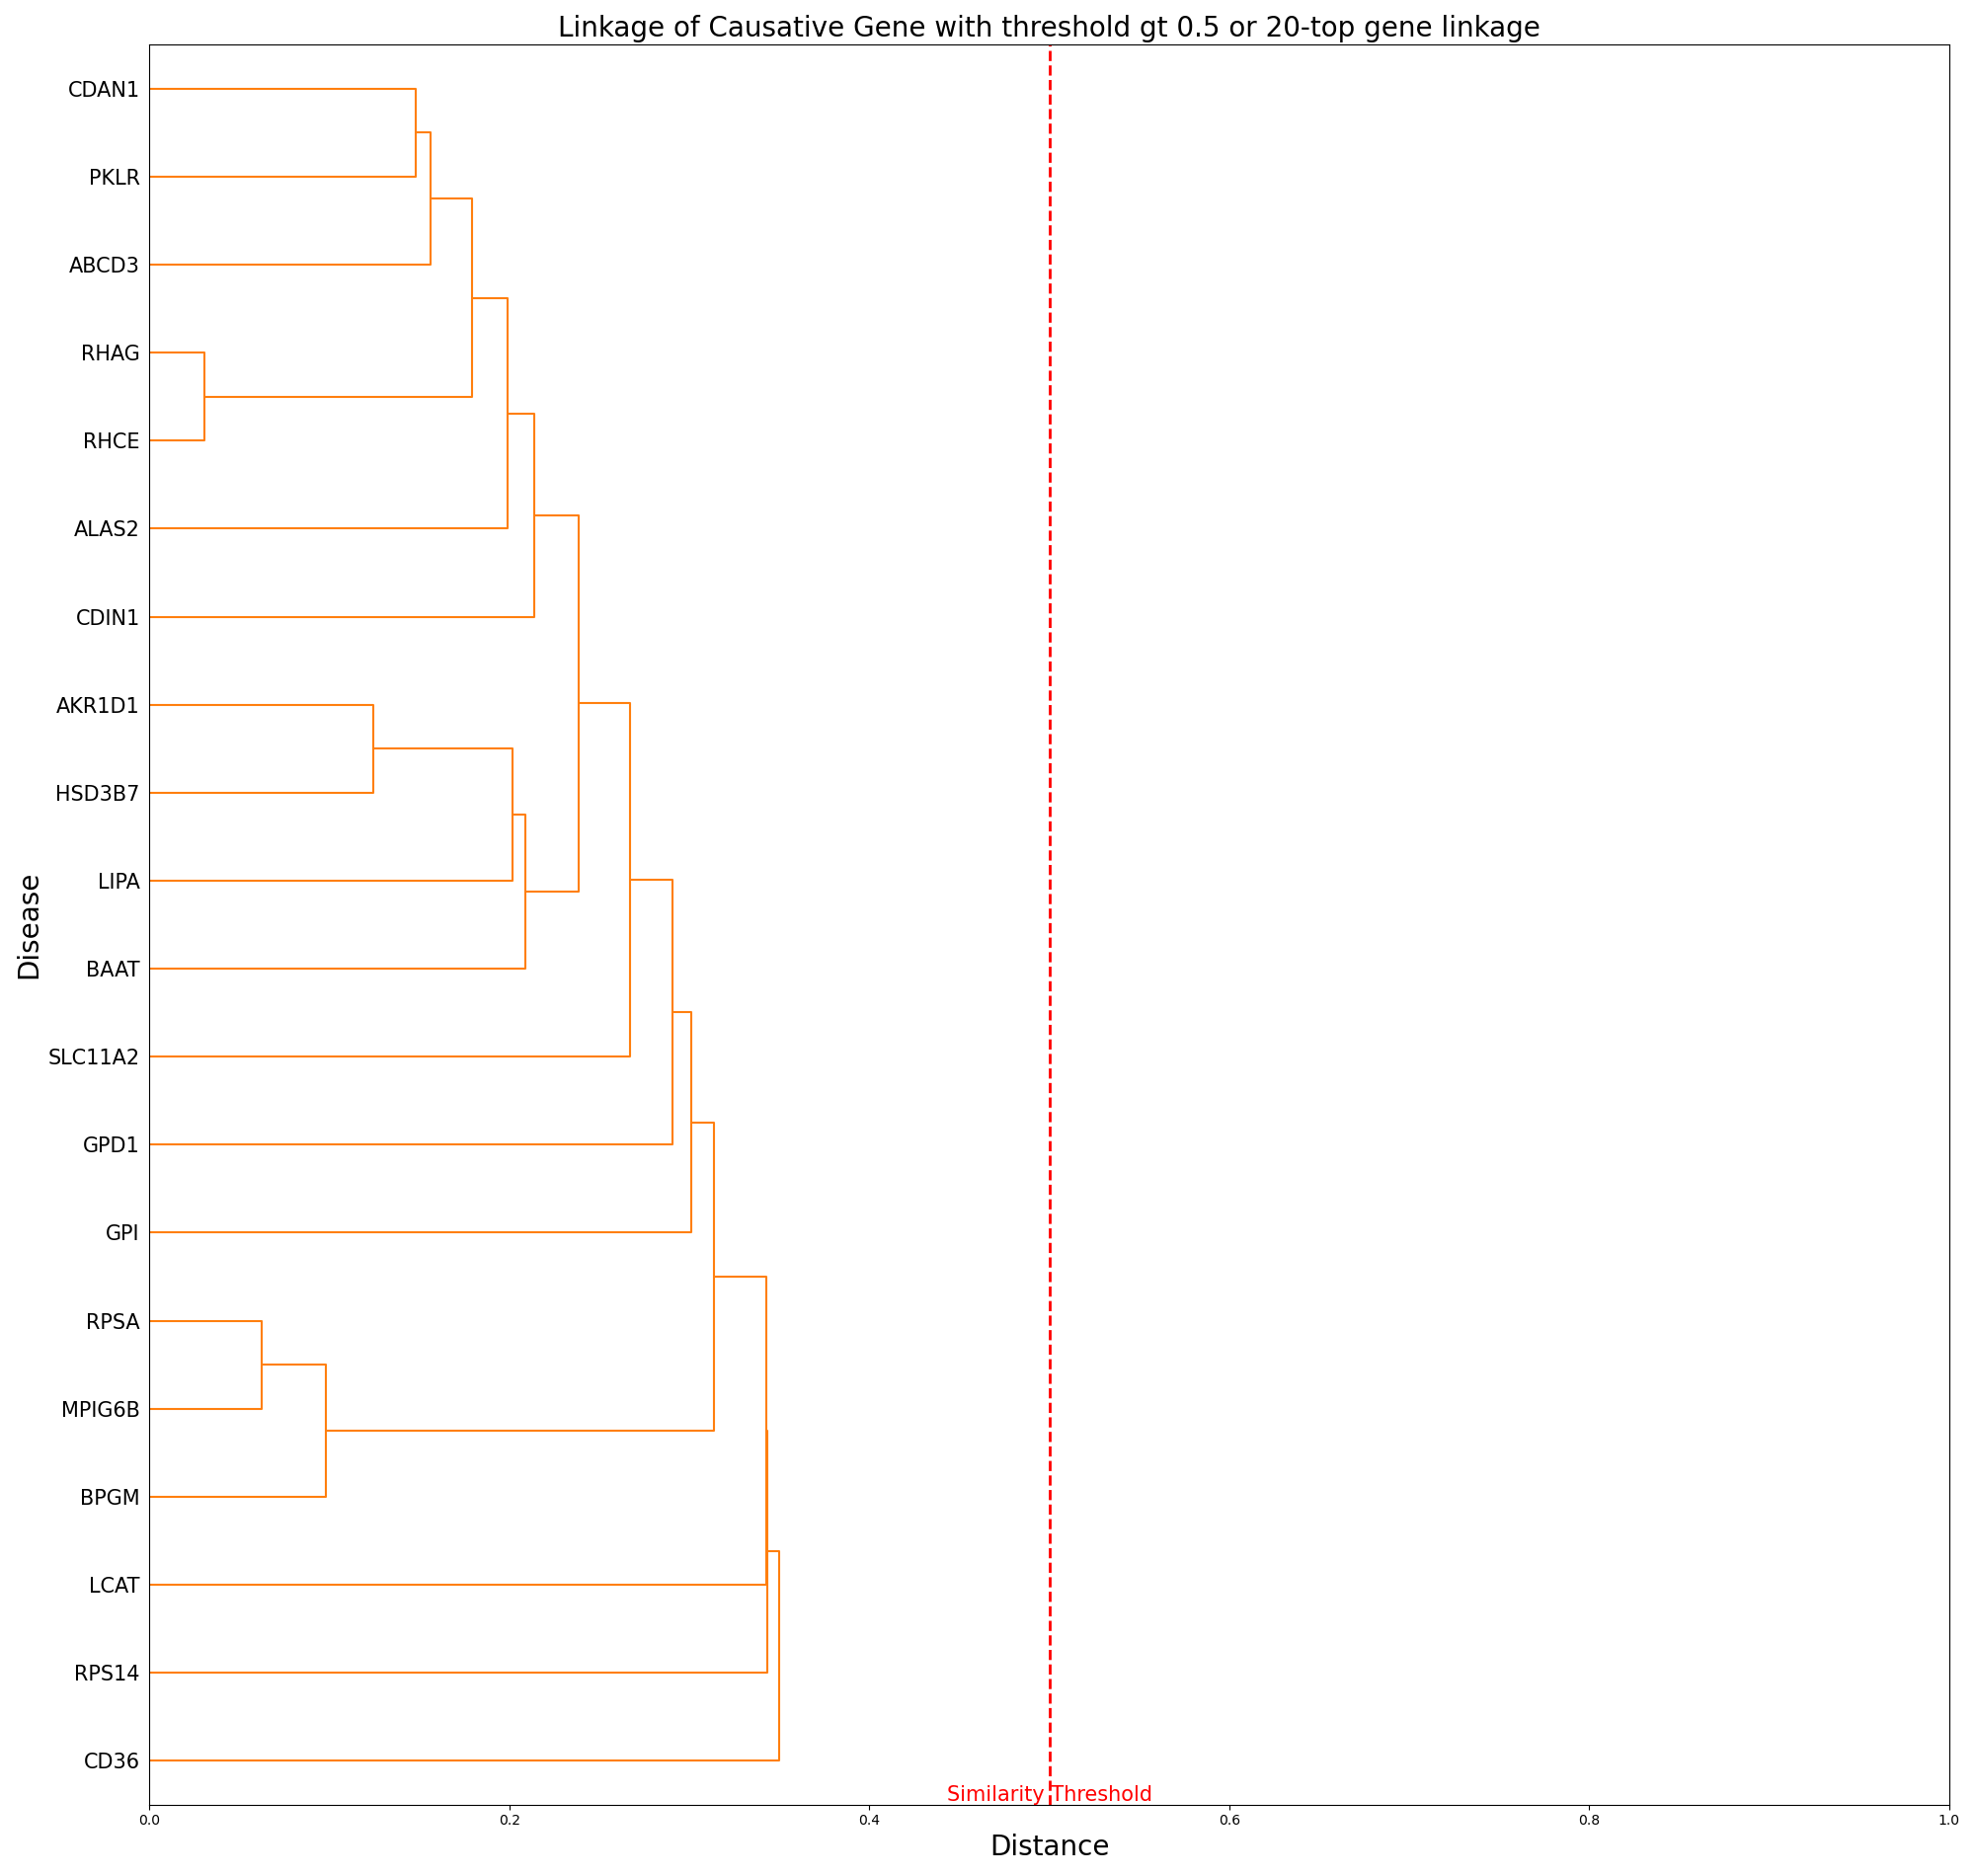 Linkage of Causative Gene with threshold gt 0.5 or 20-top gene linkage
CDAN1
PKLR
ABCD3
RHAG
RHCE
ALAS2
CDIN1
AKR1D1
HSD3B7
LIPA
BAAT
SLC11A2
GPD1
GPI
RPSA
MPIG6B
BPGM
LCAT
RPS14
CD36
Disease
Similarity Threshold
0.0 0.2 0.4 0.6 0.8 1.0
Distance